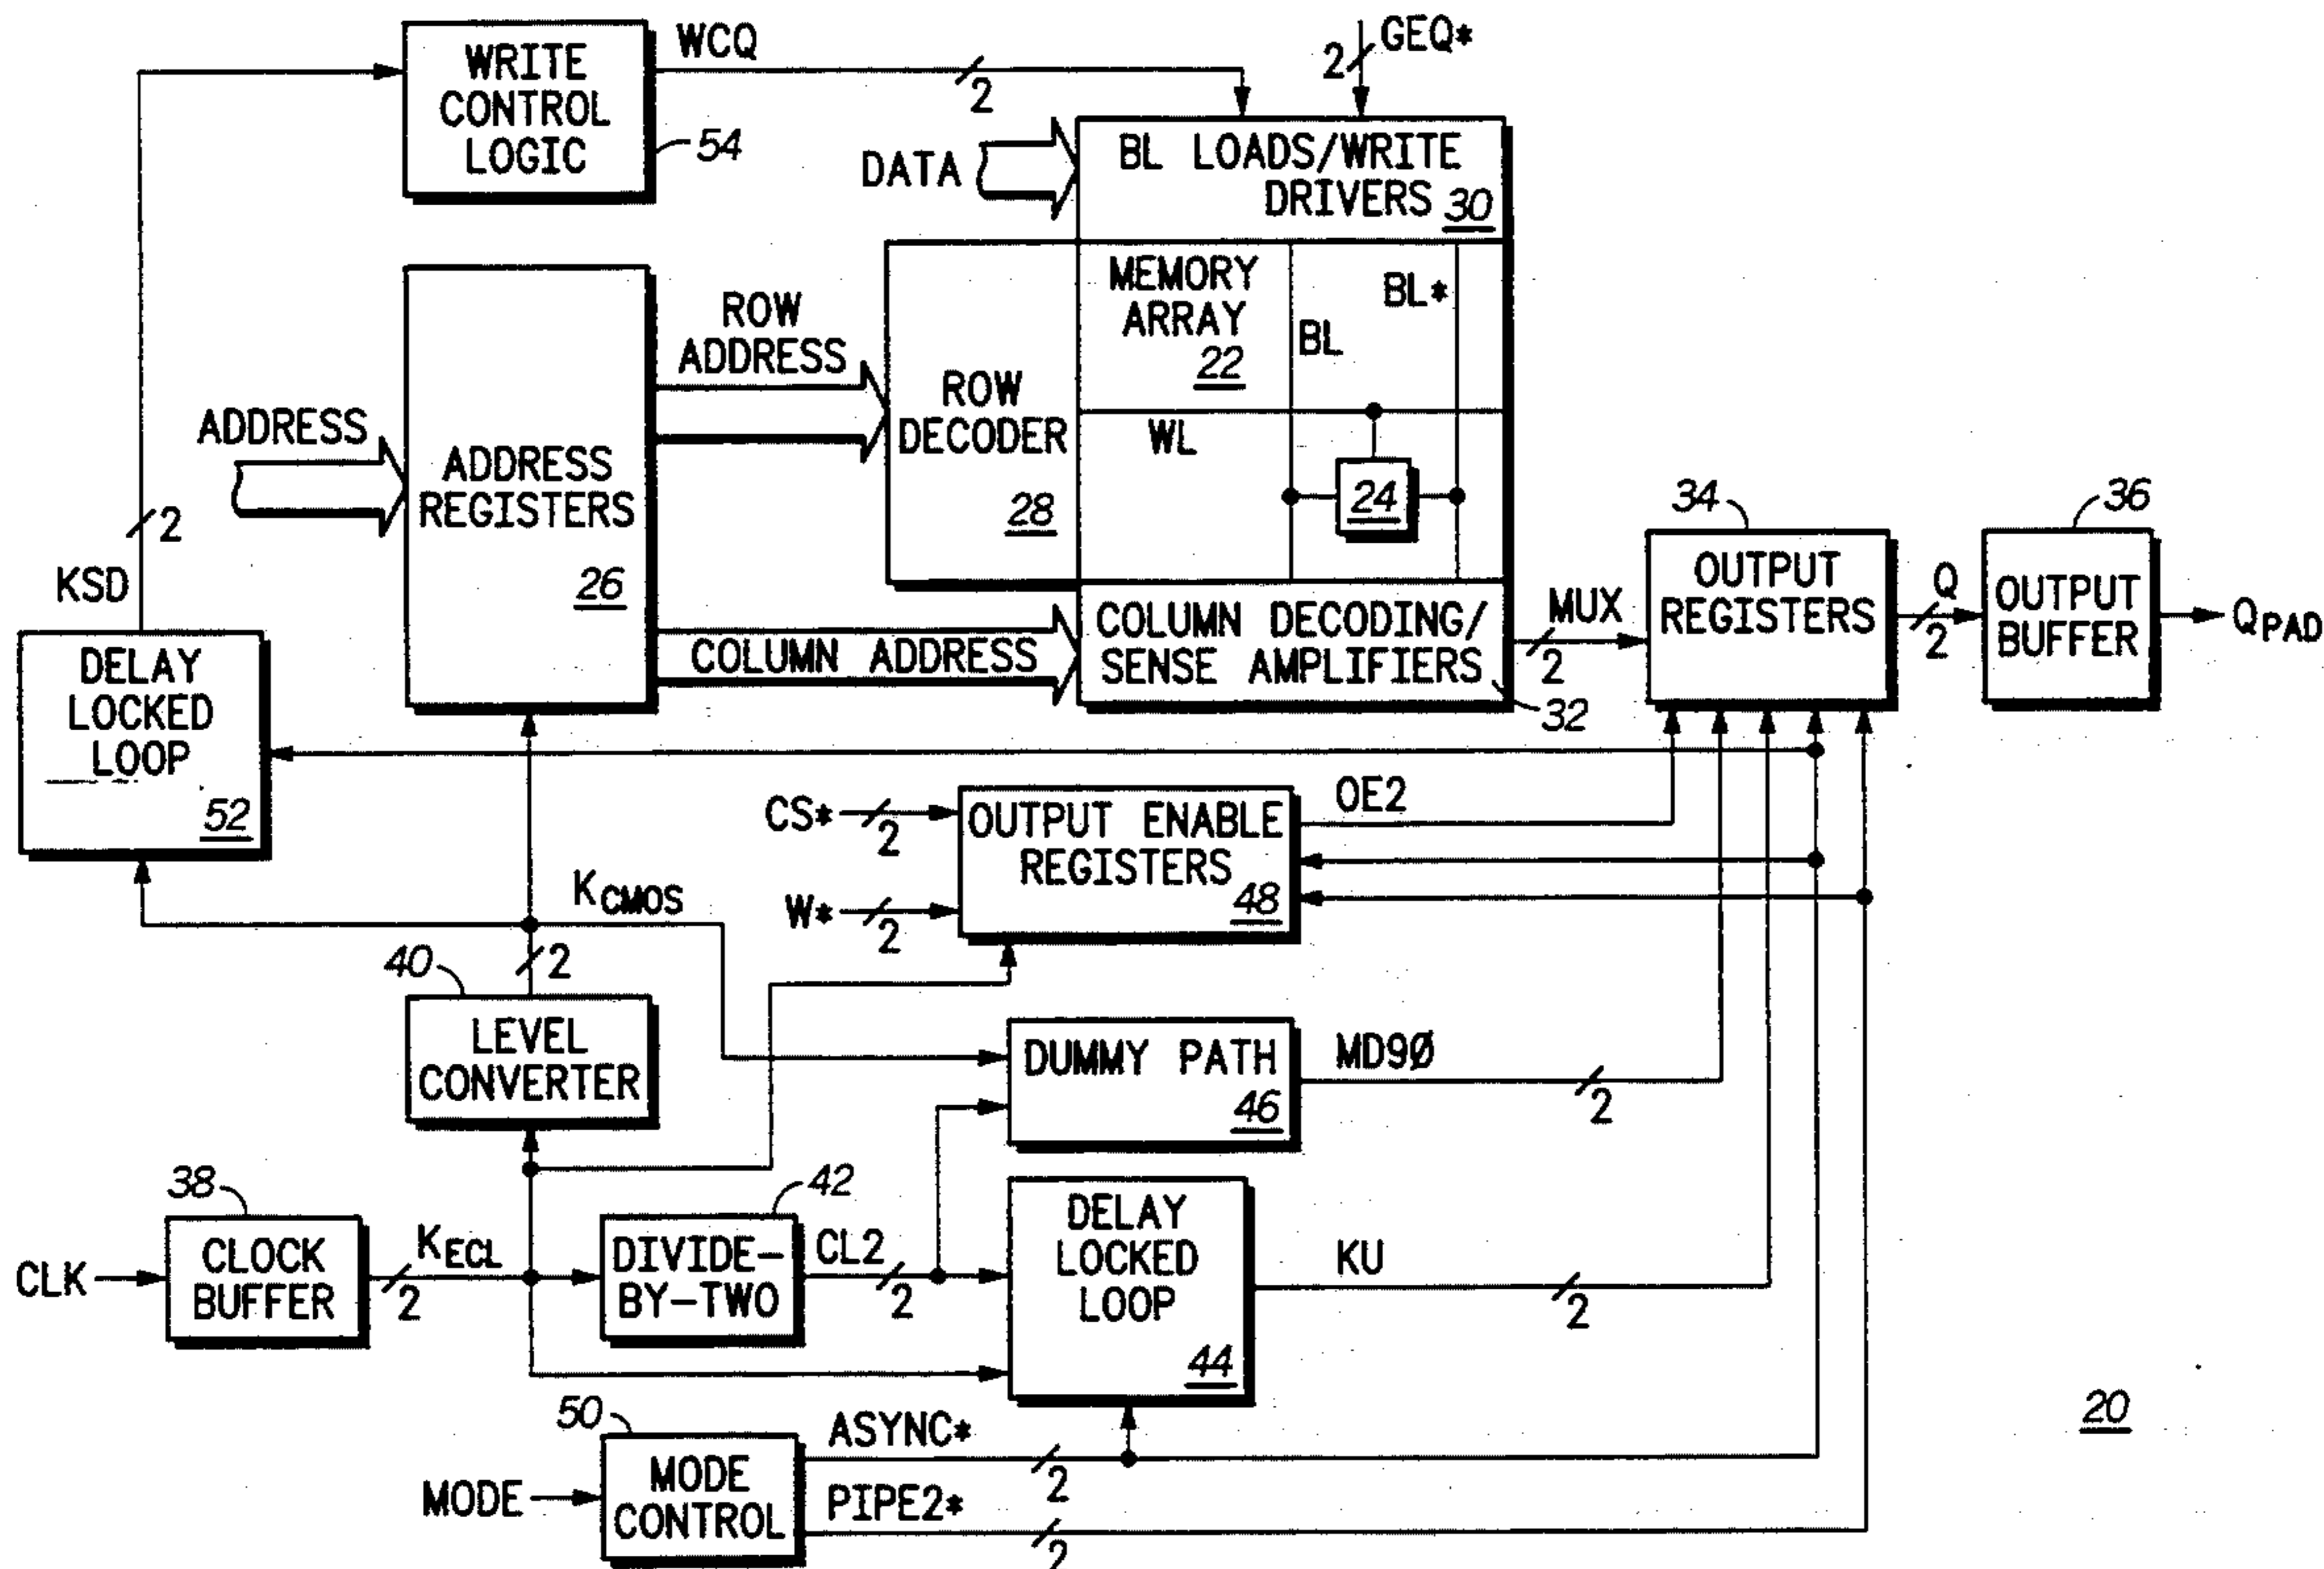 WRITE
CONTROL
LOGIC
54
WCQ
2
2
GEQ*
DATA
BL LOADS/WRITE
DRIVERS 30
MEMORY
ARRAY
22
BL
BL*
WL
24
ROW
ADDRESS
ROW
DECODER
28
ADDRESS
ADDRESS
REGISTERS
26
COLUMN ADDRESS
COLUMN DECODING/
SENSE AMPLIFIERS
32
MUX
2
34
OUTPUT
REGISTERS
Q
2
36
OUTPUT
BUFFER
QPAD
2
KSD
DELAY
LOCKED
LOOP
52
CS*
2
W*
2
OUTPUT ENABLE
REGISTERS
48
OE2
KCMOS
2
40
LEVEL
CONVERTER
DUMMY PATH
46
MD9Ø
2
38
CLK
CLOCK
BUFFER
KECL
2
42
DIVIDE-
BY-TWO
CL2
2
DELAY
LOCKED
LOOP
44
KU
2
50
MODE
MODE
CONTROL
ASYNC*
2
PIPE2*
2
20